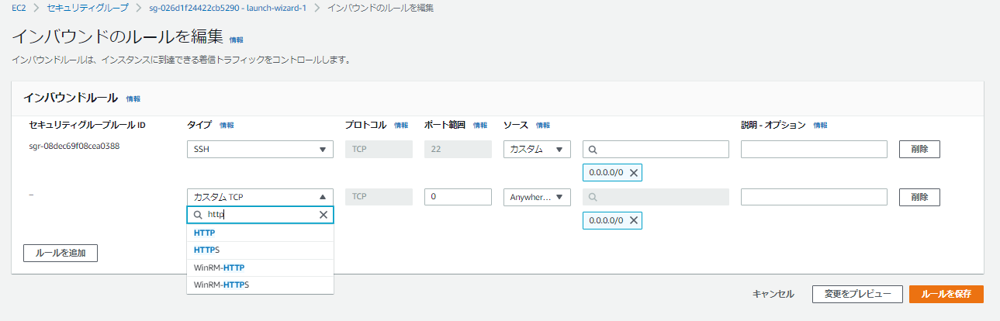 EC2 > セキュリティグループ > sg-026d1f24422cb5290 - launch-wizard-1 > インバウンドのルールを編集
インバウンドのルールを編集 情報
インバウンドルールは、インスタンスに到達できる着信トラフィックをコントロールします。
インバウンドルール 情報
セキュリティグループルール ID タイプ 情報 プロトコル 情報 ポート範囲 情報 ソース 情報 説明 - オプション 情報
sgr-08dec69f08cea0388 SSH TCP 22 カスタム 削除
0.0.0.0/0
– カスタム TCP TCP 0 Anywher... 削除
http
0.0.0.0/0
HTTP
HTTPS
WinRM-HTTP
WinRM-HTTPS
ルールを追加
キャンセル 変更をプレビュー ルールを保存